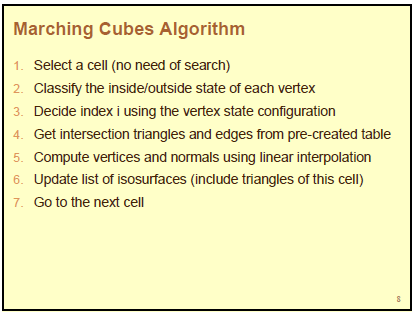 Marching Cubes Algorithm
1. Select a cell (no need of search)
2. Classify the inside/outside state of each vertex
3. Decide index i using the vertex state configuration
4. Get intersection triangles and edges from pre-created table
5. Compute vertices and normals using linear interpolation
6. Update list of isosurfaces (include triangles of this cell)
7. Go to the next cell
8